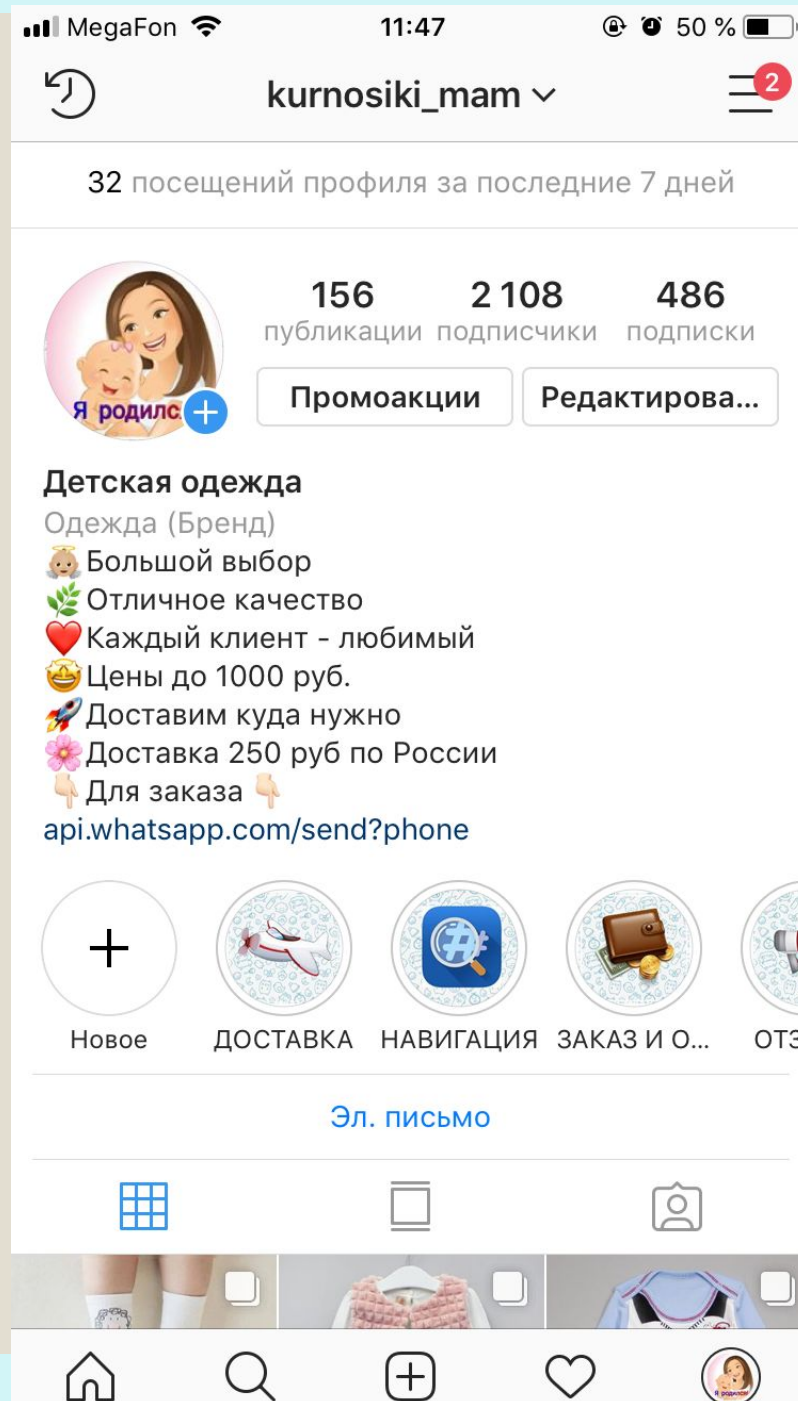 MegaFon 11:47 50 %
kurnosiki_mam
2
32 посещений профиля за последние 7 дней
156 2 108 486
публикации подписчики подписки
Промоакции Редактирова...
Я родилс
Детская одежда
Одежда (Бренд)
Большой выбор
Отличное качество
Каждый клиент - любимый
Цены до 1000 руб.
Доставим куда нужно
Доставка 250 руб по России
Для заказа
api.whatsapp.com/send?phone
Новое ДОСТАВКА НАВИГАЦИЯ ЗАКАЗ И О... ОТЗ
Эл. письмо
Я родилс